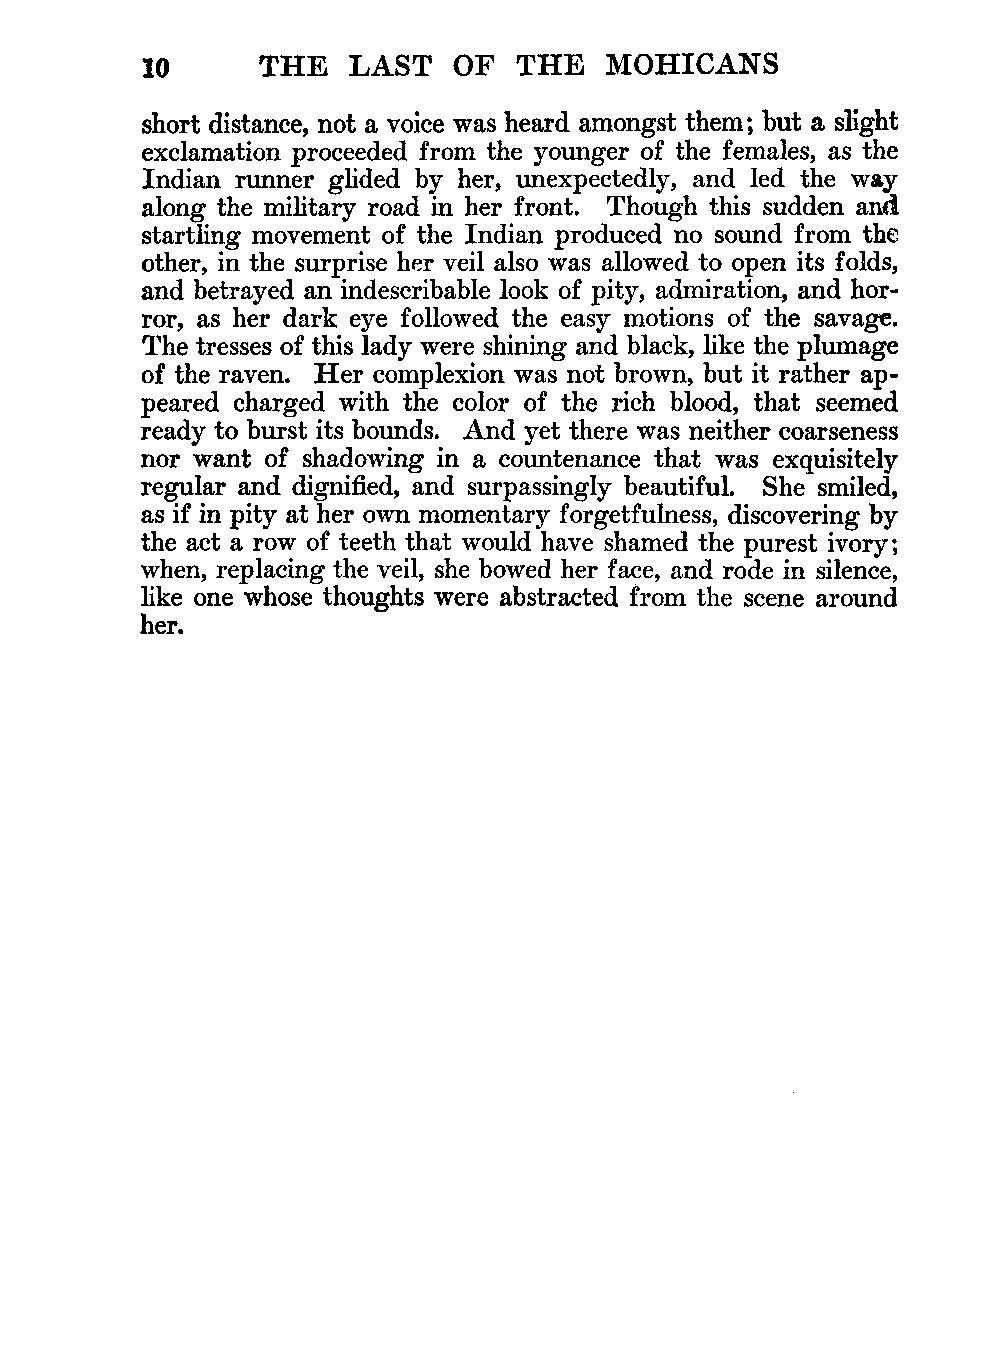 10 THE LAST OF THE MOHICANS
short distance, not a voice was heard amongst them; but a slight
exclamation proceeded from the younger of the females, as the
Indian runner glided by her, unexpectedly, and led the way
along the military road in her front. Though this sudden and
startling movement of the Indian produced no sound from the
other, in the surprise her veil also was allowed to open its folds,
and betrayed an indescribable look of pity, admiration, and hor-
ror, as her dark eye followed the easy motions of the savage.
The tresses of this lady were shining and black, like the plumage
of the raven. Her complexion was not brown, but it rather ap-
peared charged with the color of the rich blood, that seemed
ready to burst its bounds. And yet there was neither coarseness
nor want of shadowing in a countenance that was exquisitely
regular and dignified, and surpassingly beautiful. She smiled,
as if in pity at her own momentary forgetfulness, discovering by
the act a row of teeth that would have shamed the purest ivory;
when, replacing the veil, she bowed her face, and rode in silence,
like one whose thoughts were abstracted from the scene around
her.